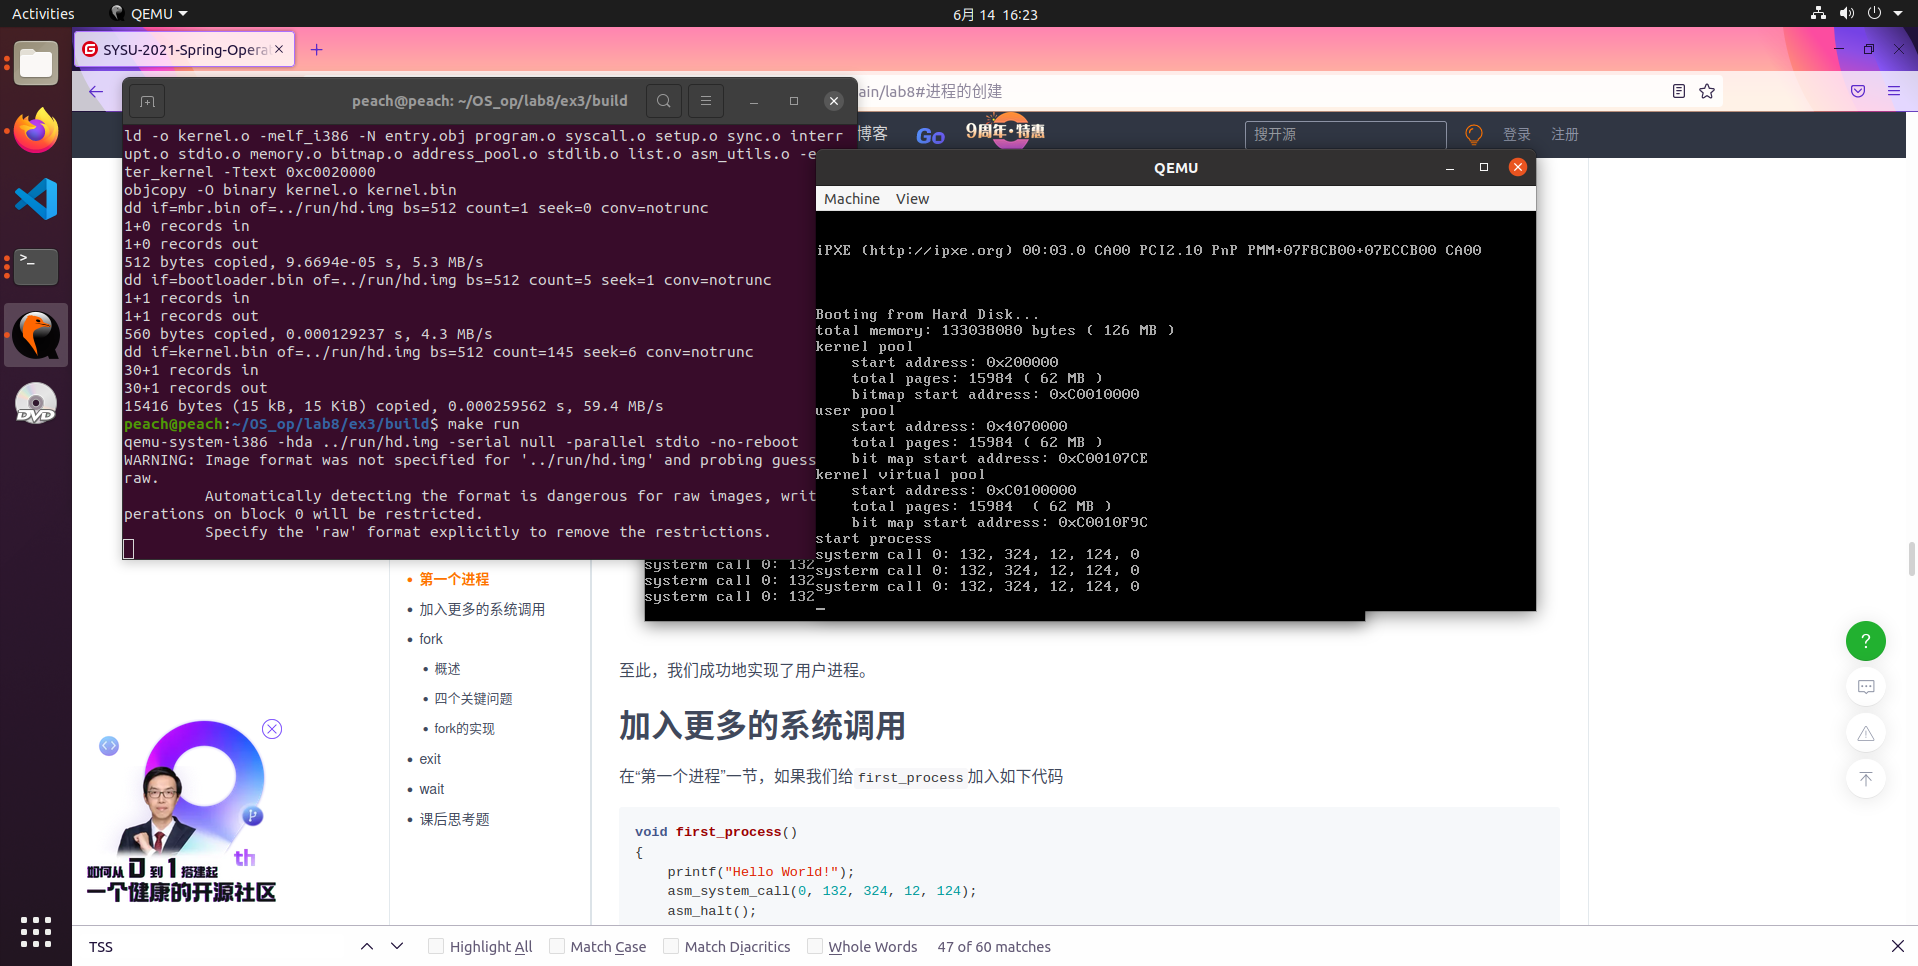 Activities
QEMU
6月 14 16:23
SYSU-2021-Spring-Opera
ain/lab8#进程的创建
博客
Go
9周年·特惠
搜开源
登录
注册
peach@peach: ~/OS_op/lab8/ex3/build
ld -o kernel.o -melf_i386 -N entry.obj program.o syscall.o setup.o sync.o interr
upt.o stdio.o memory.o bitmap.o address_pool.o stdlib.o list.o asm_utils.o -e
ter_kernel -Ttext 0xc0020000
objcopy -O binary kernel.o kernel.bin
dd if=mbr.bin of=../run/hd.img bs=512 count=1 seek=0 conv=notrunc
1+0 records in
1+0 records out
512 bytes copied, 9.6694e-05 s, 5.3 MB/s
dd if=bootloader.bin of=../run/hd.img bs=512 count=5 seek=1 conv=notrunc
1+1 records in
1+1 records out
560 bytes copied, 0.000129237 s, 4.3 MB/s
dd if=kernel.bin of=../run/hd.img bs=512 count=145 seek=6 conv=notrunc
30+1 records in
30+1 records out
15416 bytes (15 kB, 15 KiB) copied, 0.000259562 s, 59.4 MB/s
peach@peach:~/OS_op/lab8/ex3/build$ make run
qemu-system-i386 -hda ../run/hd.img -serial null -parallel stdio -no-reboot
WARNING: Image format was not specified for '../run/hd.img' and probing guess
raw.
Automatically detecting the format is dangerous for raw images, writ
perations on block 0 will be restricted.
Specify the 'raw' format explicitly to remove the restrictions.
QEMU
Machine View
iPXE (http://ipxe.org) 00:03.0 CA00 PCI2.10 PnP PMM+07F8CB00+07ECCB00 CA00
Booting from Hard Disk...
total memory: 133038080 bytes ( 126 MB )
kernel pool
start address: 0x200000
total pages: 15984 ( 62 MB )
bitmap start address: 0xC0010000
user pool
start address: 0x4070000
total pages: 15984 ( 62 MB )
bit map start address: 0xC00107CE
kernel virtual pool
start address: 0xC0100000
total pages: 15984  ( 62 MB )
bit map start address: 0xC0010F9C
start process
systerm call 0: 132, 324, 12, 124, 0
systerm call 0: 132, 324, 12, 124, 0
systerm call 0: 132, 324, 12, 124, 0
systerm call 0: 132
systerm call 0: 132
systerm call 0: 132
第一个进程
加入更多的系统调用
fork
概述
四个关键问题
fork的实现
exit
wait
课后思考题
至此，我们成功地实现了用户进程。
加入更多的系统调用
在“第一个进程”一节，如果我们给 first_process 加入如下代码
void first_process()
{
printf("Hello World!");
asm_system_call(0, 132, 324, 12, 124);
asm_halt();
th
如何从 0 到 1 搭建起
一个健康的开源社区
DVD
?
TSS
Highlight All
Match Case
Match Diacritics
Whole Words
47 of 60 matches